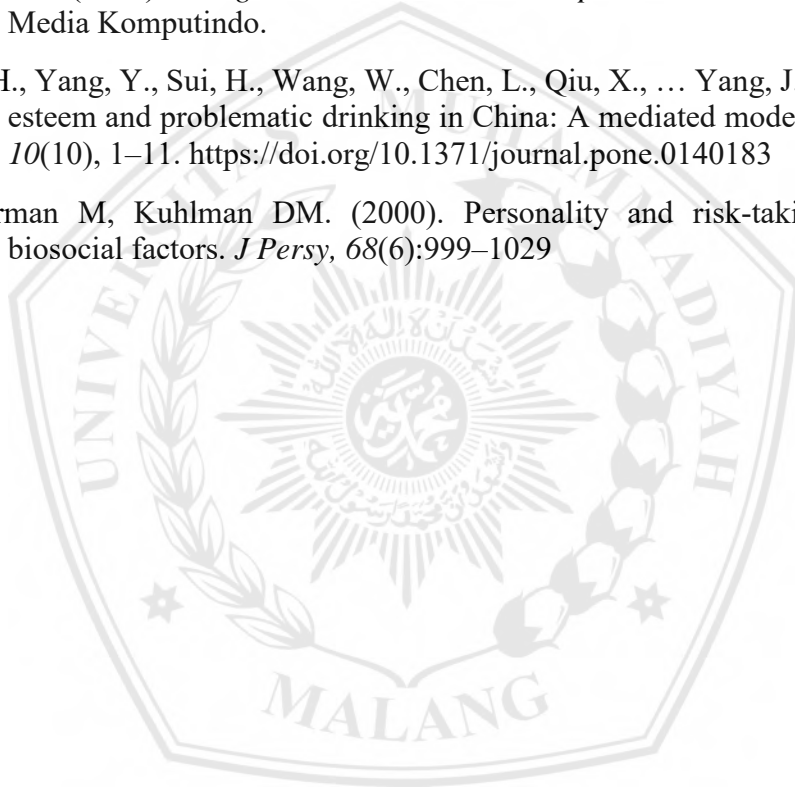 Media Komputindo.
H., Yang, Y., Sui, H., Wang, W., Chen, L., Qiu, X., … Yang, J.
esteem and problematic drinking in China: A mediated mode
10(10), 1–11. https://doi.org/10.1371/journal.pone.0140183
rman M, Kuhlman DM. (2000). Personality and risk-taki
biosocial factors. J Persy, 68(6):999–1029
UNIVERSITAS MUHAMMADIYAH
MALANG